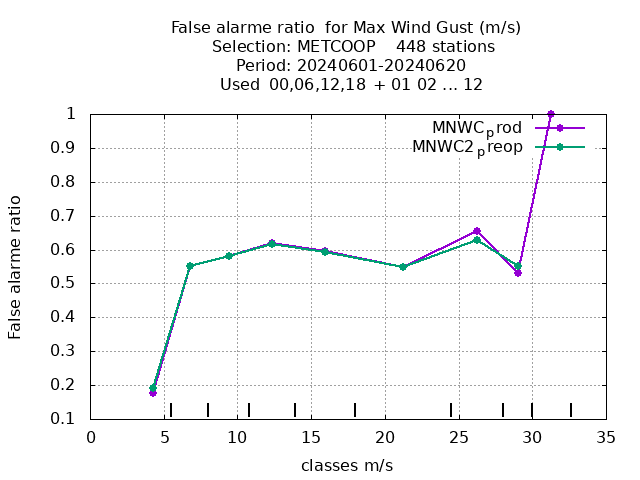 False alarme ratio  for Max Wind Gust (m/s)
Selection: METCOOP    448 stations
Period: 20240601-20240620
Used  00,06,12,18 + 01 02 ... 12
MNWC_prod
MNWC2_preop
False alarme ratio
1
0.9
0.8
0.7
0.6
0.5
0.4
0.3
0.2
0.1
0 5 10 15 20 25 30 35
classes m/s